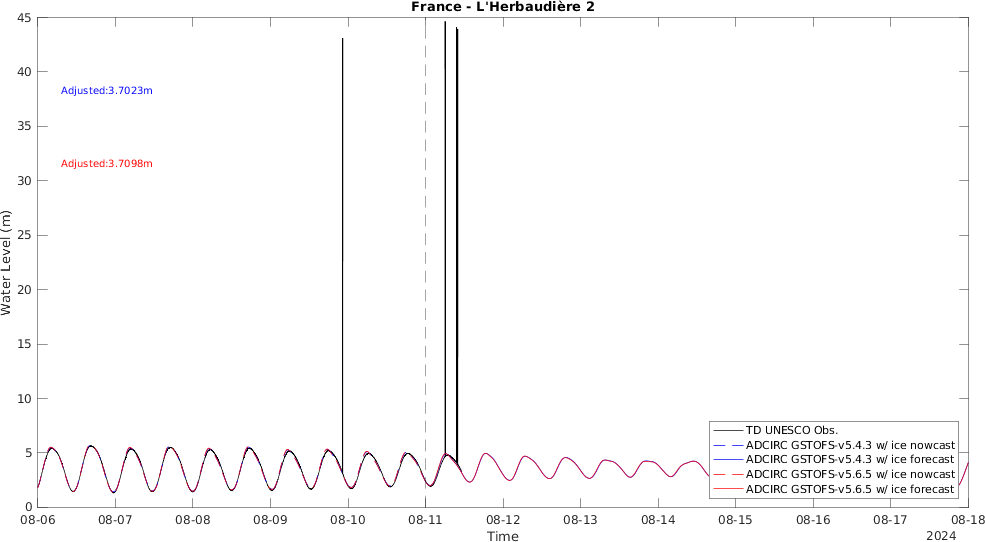 France - L'Herbaudière 2
45
40
35
30
25
20
15
10
5
0
Water Level (m)
Adjusted:3.7023m
Adjusted:3.7098m
TD UNESCO Obs.
ADCIRC GSTOFS-v5.4.3 w/ ice nowcast
ADCIRC GSTOFS-v5.4.3 w/ ice forecast
ADCIRC GSTOFS-v5.6.5 w/ ice nowcast
ADCIRC GSTOFS-v5.6.5 w/ ice forecast
08-06 08-07 08-08 08-09 08-10 08-11 08-12 08-13 08-14 08-15 08-16 08-17 08-18
Time
2024